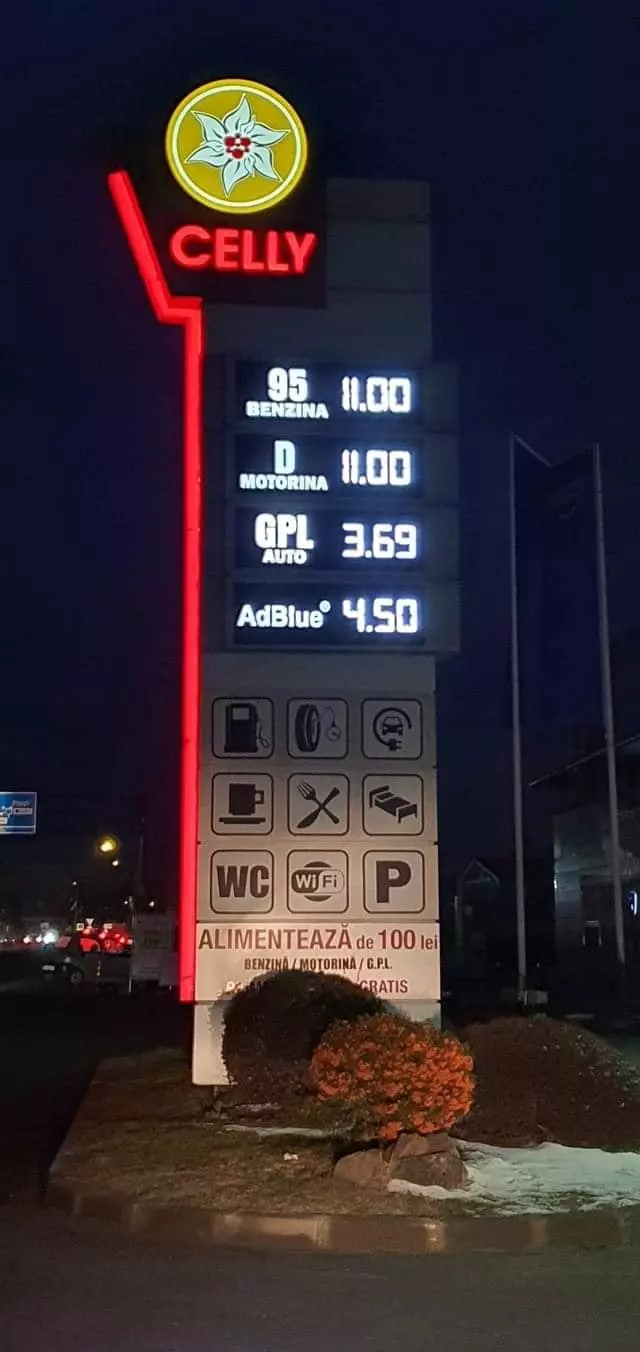 CELLY
95 11.00
BENZINA
D 11.00
MOTORINA
GPL 3.69
AUTO
AdBlue® 4.50
WC WiFi P
ALIMENTEAZĂ de 100 lei
BENZINĂ / MOTORINĂ / G.P.L.
GRATIS